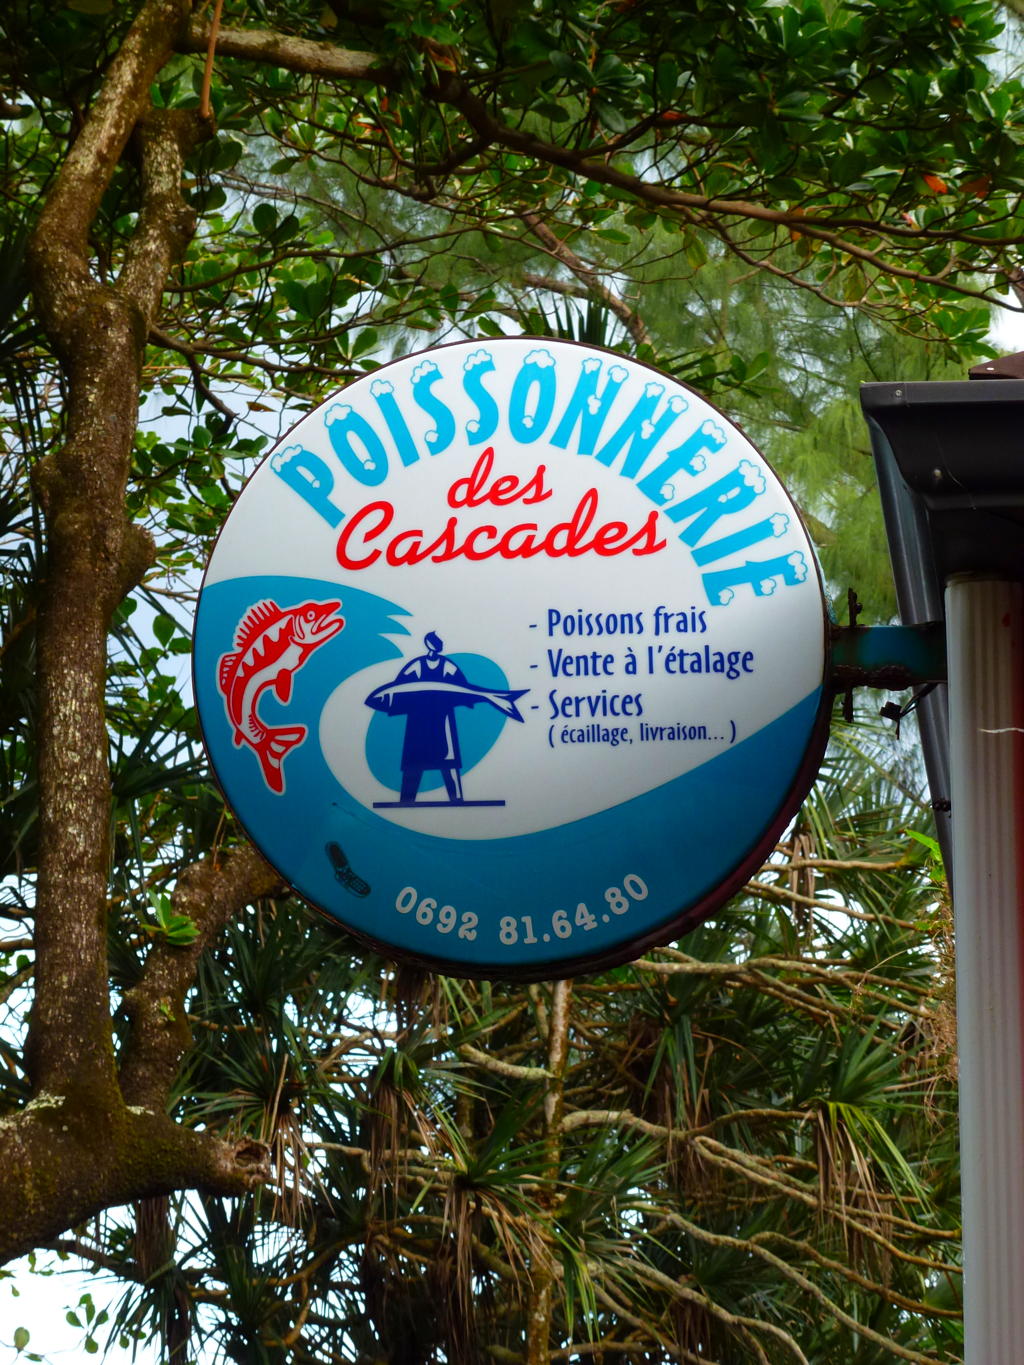 POISSONNERIE
des
Cascades
- Poissons frais
- Vente à l'étalage
- Services
( écaillage, livraison... )
0692 81.64.80